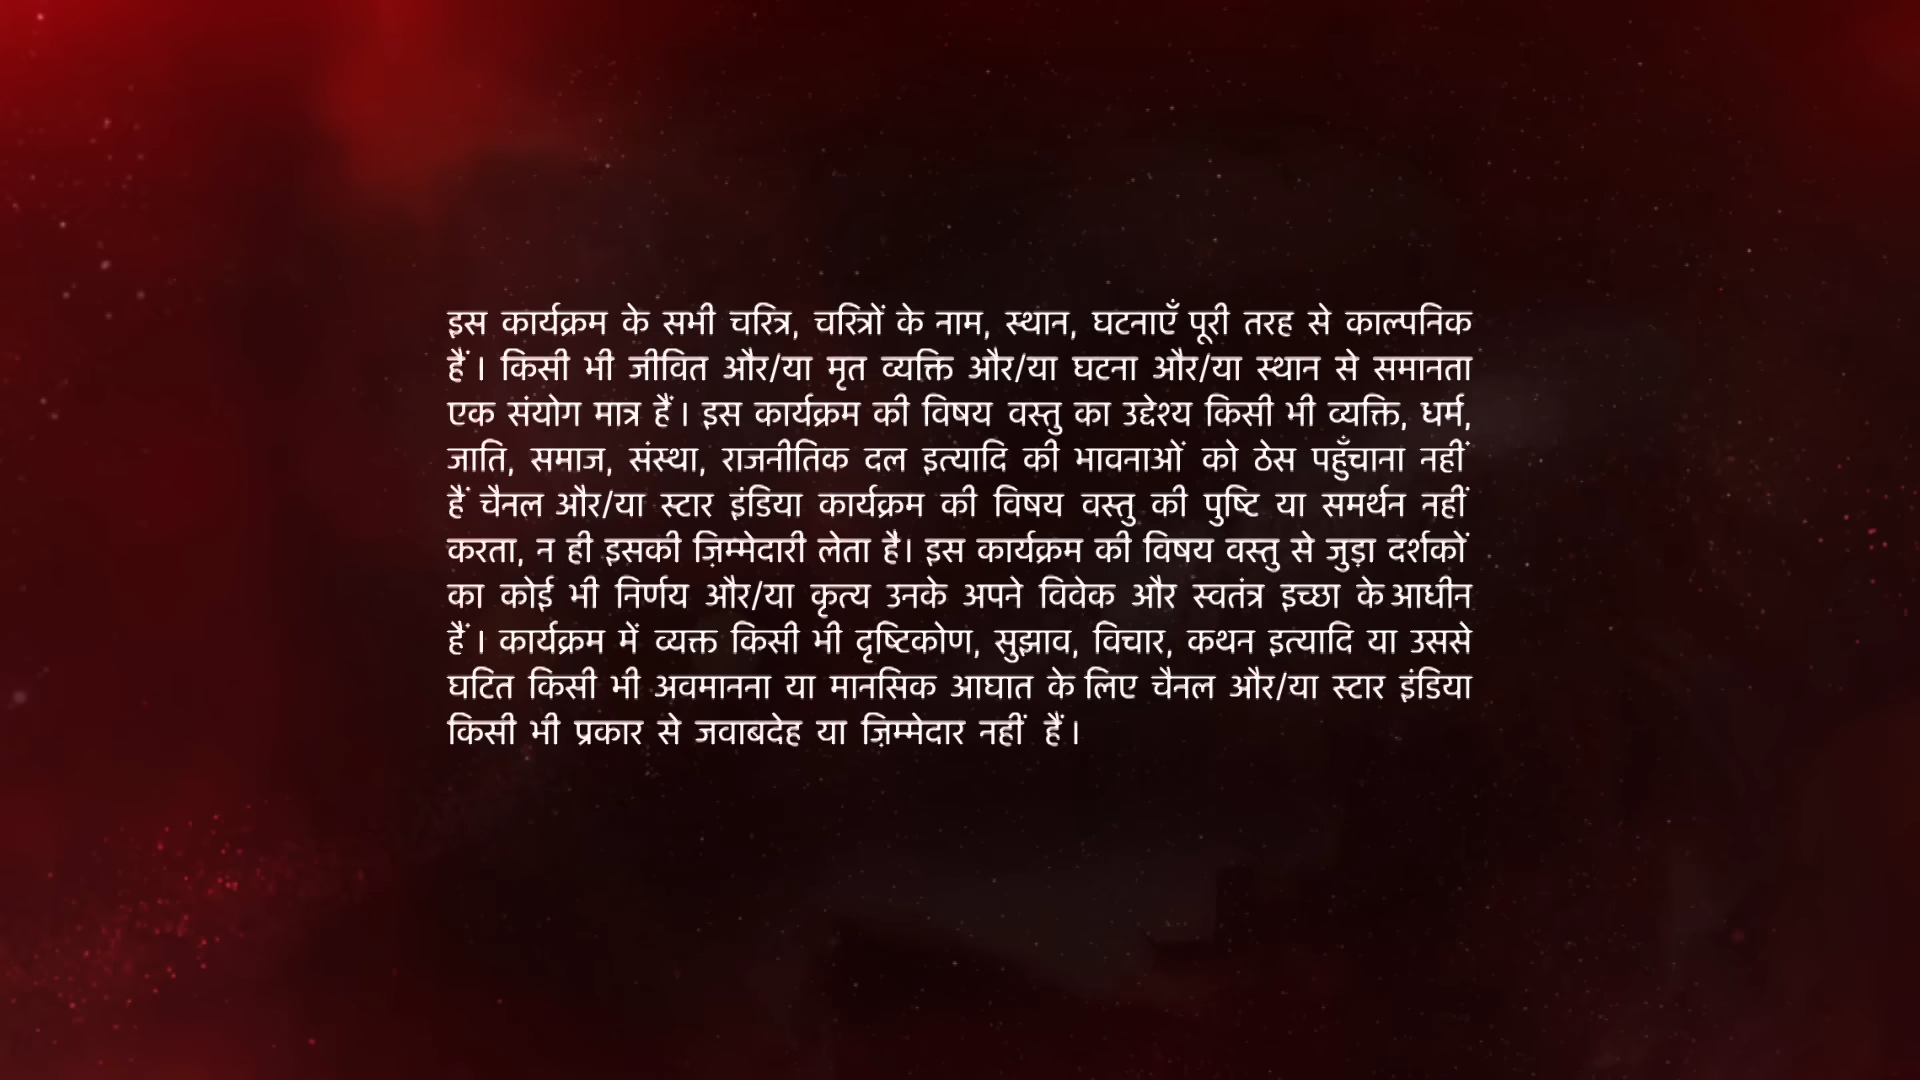 इस कार्यक्रम के सभी चरित्र, चरित्रों के नाम, स्थान, घटनाएँ पूरी तरह से काल्पनिक
हैं । किसी भी जीवित और/या मृत व्यक्ति और/या घटना और/या स्थान से समानता
एक संयोग मात्र हैं । इस कार्यक्रम की विषय वस्तु का उद्देश्य किसी भी व्यक्ति, धर्म,
जाति, समाज, संस्था, राजनीतिक दल इत्यादि की भावनाओं को ठेस पहुँचाना नहीं
हैं चैनल और/या स्टार इंडिया कार्यक्रम की विषय वस्तु की पुष्टि या समर्थन नहीं
करता, न ही इसकी ज़िम्मेदारी लेता है। इस कार्यक्रम की विषय वस्तु से जुड़ा दर्शकों
का कोई भी निर्णय और/या कृत्य उनके अपने विवेक और स्वतंत्र इच्छा के आधीन
हैं । कार्यक्रम में व्यक्त किसी भी दृष्टिकोण, सुझाव, विचार, कथन इत्यादि या उससे
घटित किसी भी अवमानना या मानसिक आघात के लिए चैनल और/या स्टार इंडिया
किसी भी प्रकार से जवाबदेह या ज़िम्मेदार नहीं हैं ।